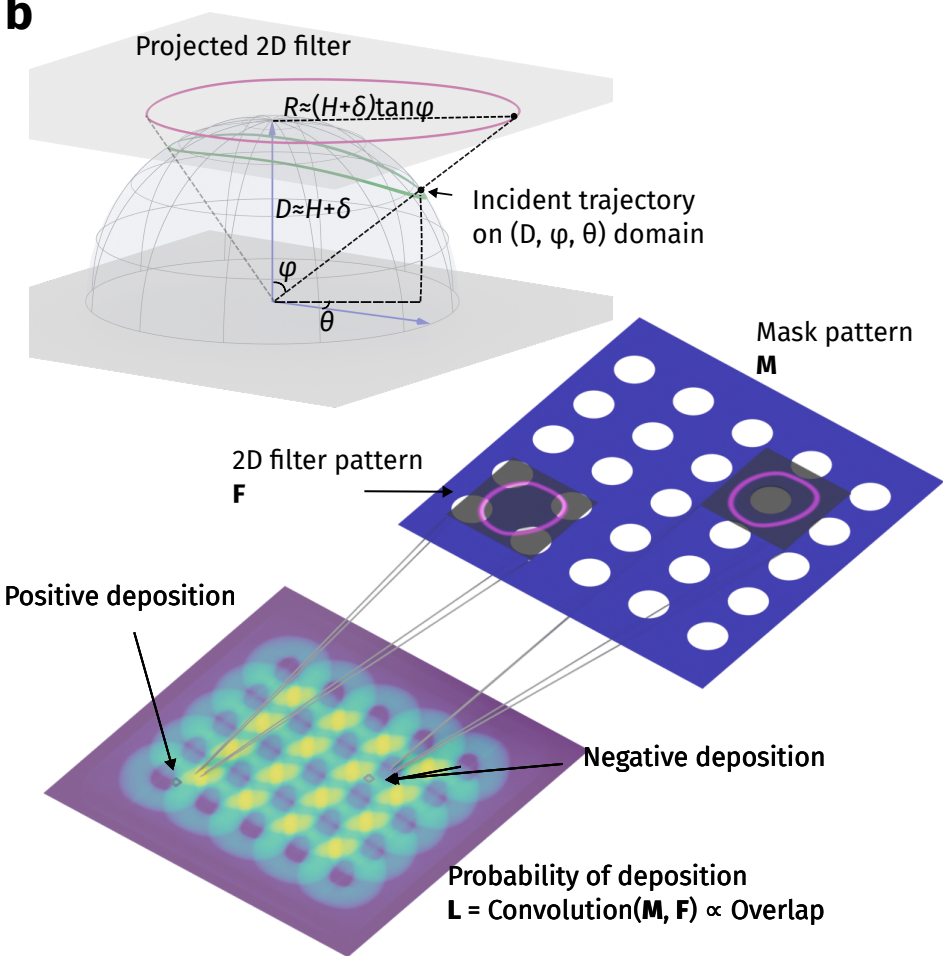 b
Projected 2D filter
R≈(H+δ)tanφ
D≈H+δ
Incident trajectory
on (D, φ, θ) domain
φ
θ
Mask pattern
M
2D filter pattern
F
Positive deposition
Negative deposition
Probability of deposition
L = Convolution(M, F) ∝ Overlap